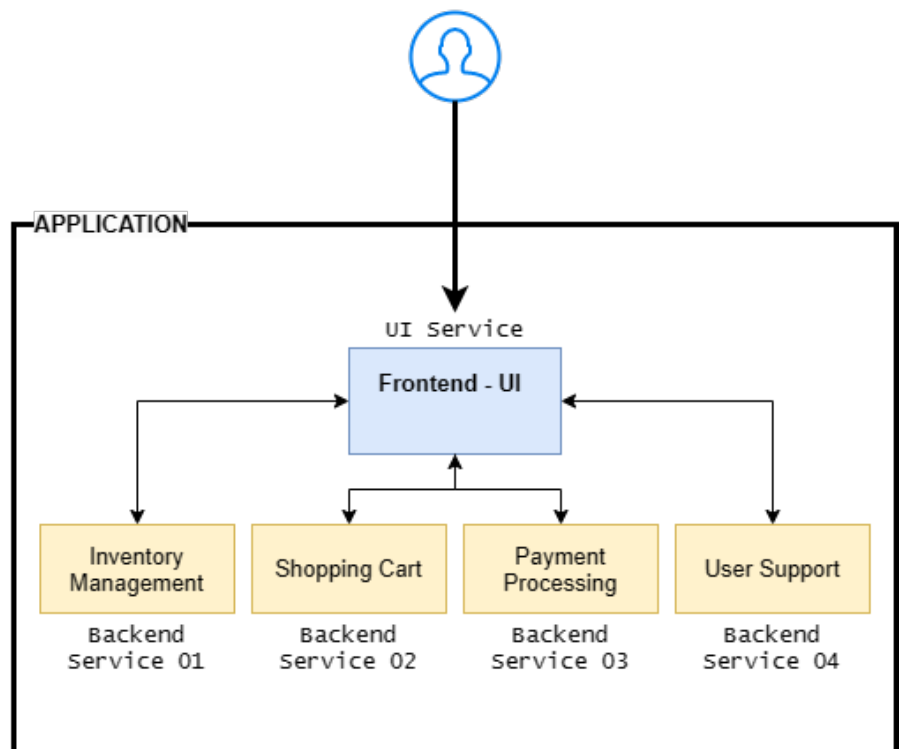 APPLICATION
UI Service
Frontend - UI
Inventory
Management
Shopping Cart
Payment
Processing
User Support
Backend
Service 01
Backend
Service 02
Backend
Service 03
Backend
Service 04